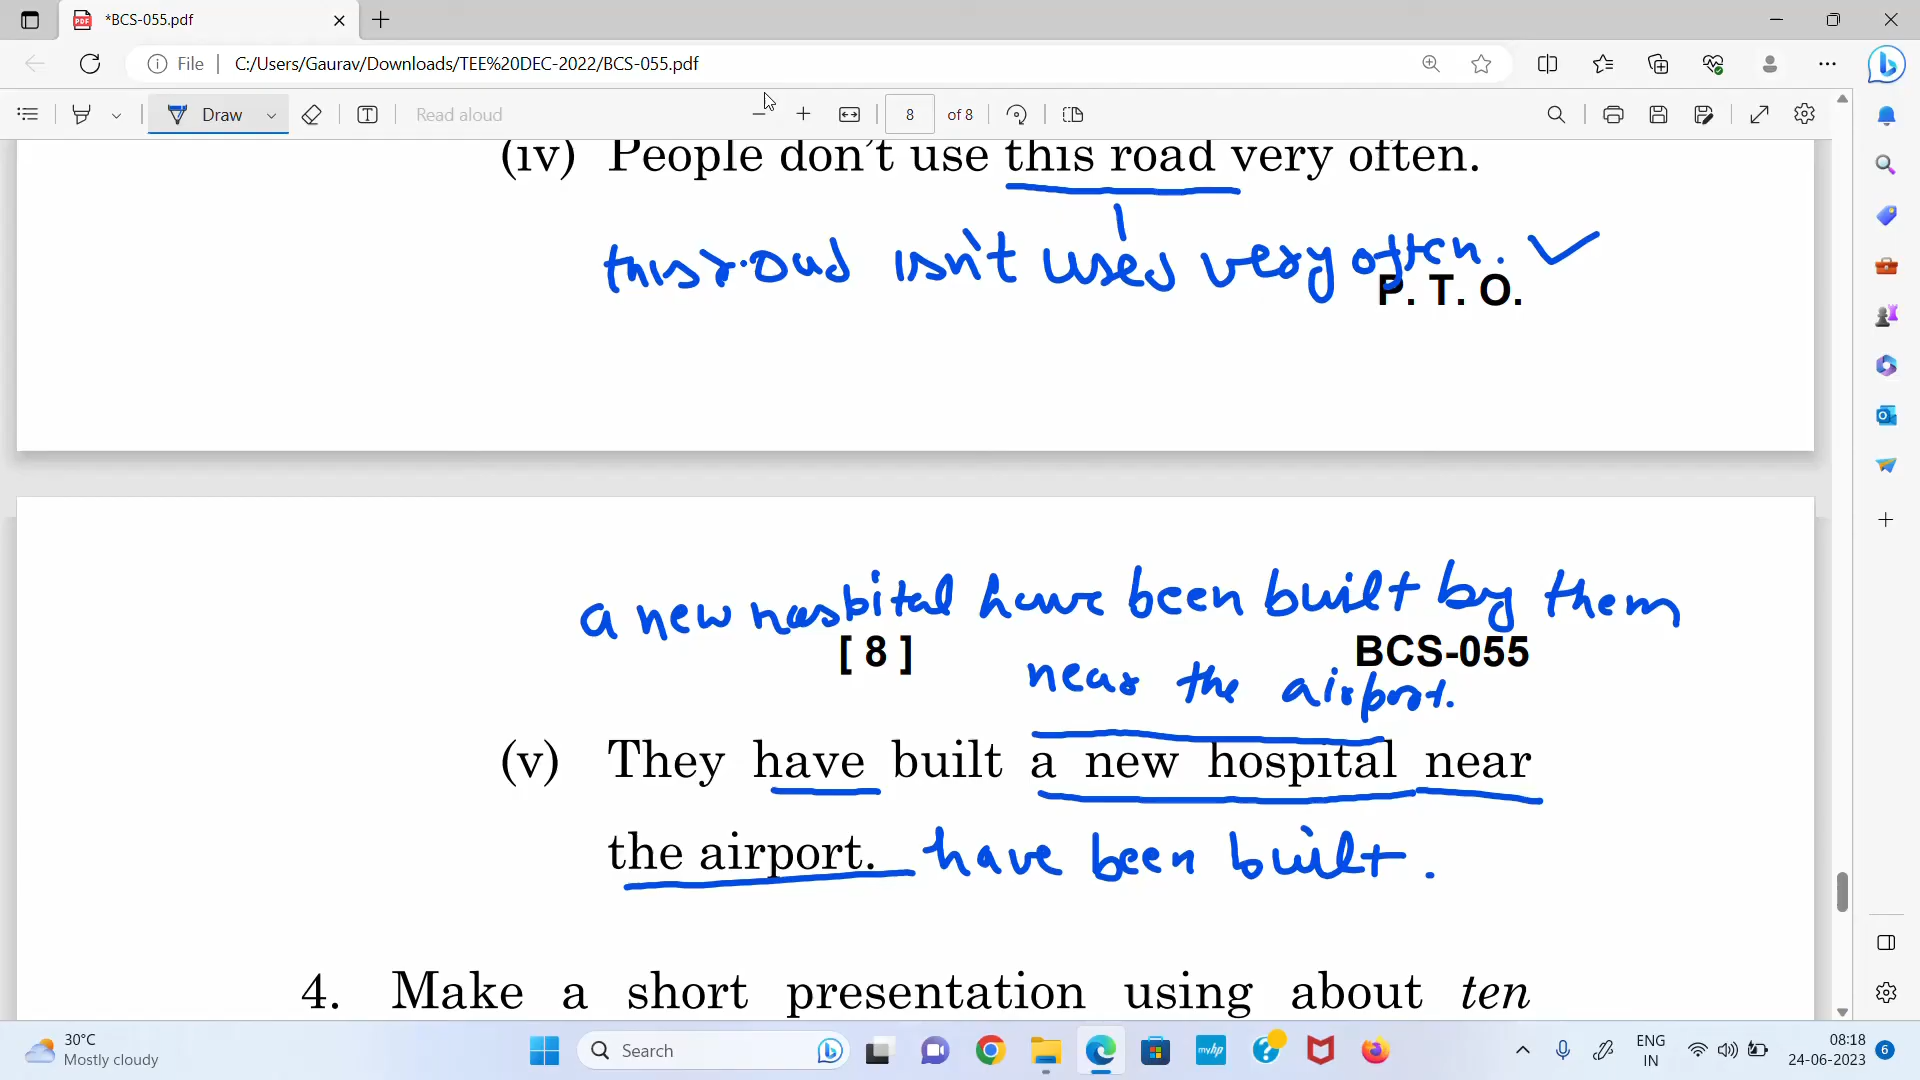 *BCS-055.pdf
File C:/Users/Gaurav/Downloads/TEE%20DEC-2022/BCS-055.pdf
Draw Read aloud 8 of 8
(iv) People don't use this road very often.
this road isn't used very often.
P. T. O.
a new hospital have been built by them
[ 8 ] BCS-055
near the airport.
(v) They have built a new hospital near
the airport. have been built.
4. Make a short presentation using about ten
30°C
Mostly cloudy
Search
myhp
ENG
IN
08:18
24-06-2023
6